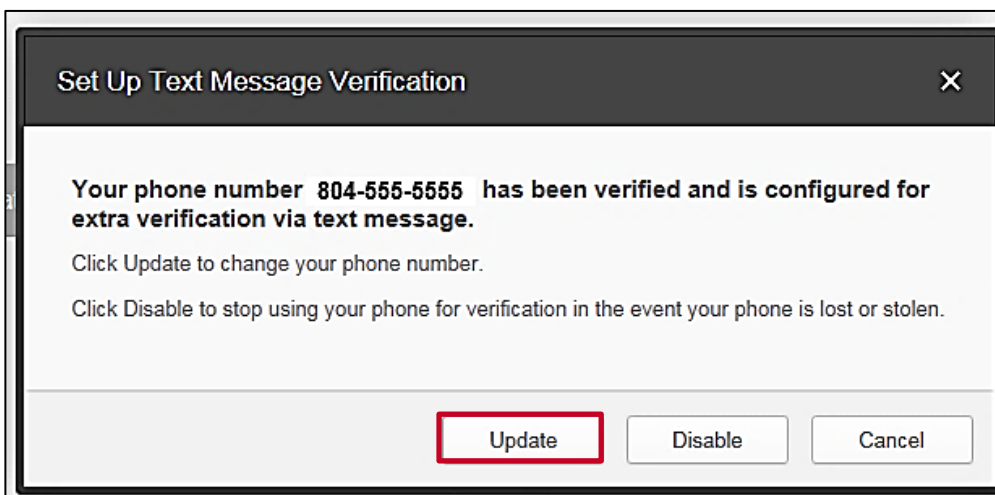 Set Up Text Message Verification
Your phone number 804-555-5555 has been verified and is configured for
extra verification via text message.
Click Update to change your phone number.
Click Disable to stop using your phone for verification in the event your phone is lost or stolen.
Update Disable Cancel